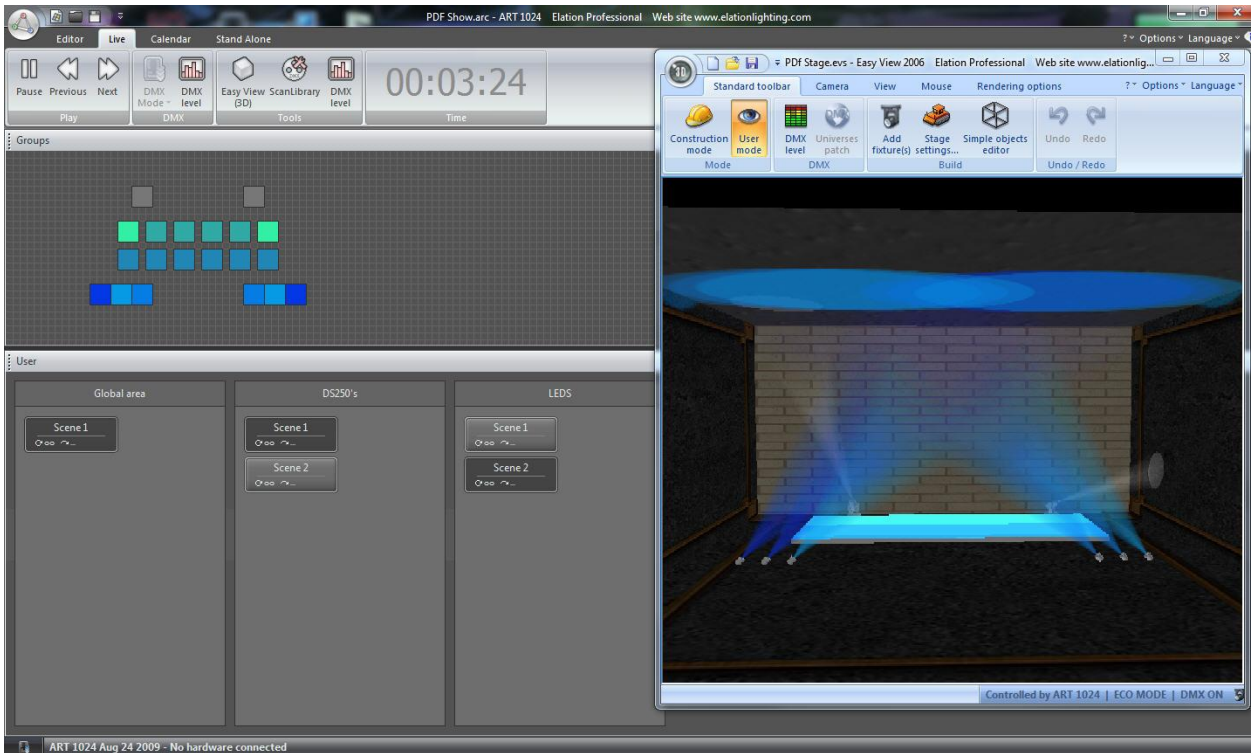 PDF Show.arc - ART 1024 Elation Professional Web site www.elationlighting.com
Editor Live Calendar Stand Alone
? Options Language
Pause Previous Next
DMX Mode DMX level
Easy View (3D) ScanLibrary DMX level
00:03:24
Play DMX Tools Time
Groups
User
Global area DS250's LEDS
Scene 1 Scene 1 Scene 1
Scene 2 Scene 2
ART 1024 Aug 24 2009 - No hardware connected
3D
PDF Stage.evs - Easy View 2006 Elation Professional Web site www.elationlig...
Standard toolbar Camera View Mouse Rendering options ? Options Language
Construction mode User mode
DMX level Universes patch
Add fixture(s) Stage settings... Simple objects editor
Undo Redo
Mode DMX Build Undo / Redo
Controlled by ART 1024 | ECO MODE | DMX ON